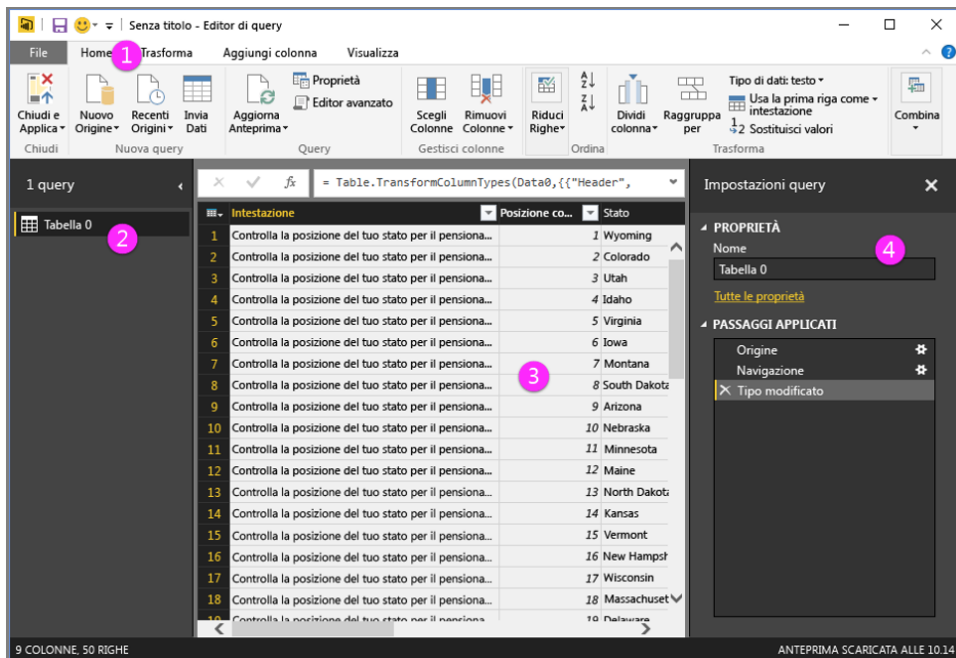 Senza titolo - Editor di query
File Home Trasforma Aggiungi colonna Visualizza
1
Chiudi e Applica
Nuovo Origine
Recenti Origini
Invia Dati
Aggiorna Anteprima
Proprietà
Editor avanzato
Scegli Colonne
Rimuovi Colonne
Riduci Righe
Dividi colonna
Raggruppa per
Tipo di dati: testo
Usa la prima riga come intestazione
Sostituisci valori
Combina
Chiudi Nuova query Query Gestisci colonne Ordina Trasforma
1 query
Tabella 0
2
fx = Table.TransformColumnTypes(Data0,{{"Header",
Intestazione Posizione co... Stato
1 Controlla la posizione del tuo stato per il pensiona... 1 Wyoming
2 Controlla la posizione del tuo stato per il pensiona... 2 Colorado
3 Controlla la posizione del tuo stato per il pensiona... 3 Utah
4 Controlla la posizione del tuo stato per il pensiona... 4 Idaho
5 Controlla la posizione del tuo stato per il pensiona... 5 Virginia
6 Controlla la posizione del tuo stato per il pensiona... 6 Iowa
7 Controlla la posizione del tuo stato per il pensiona... 7 Montana
8 Controlla la posizione del tuo stato per il pensiona... 8 South Dakota
9 Controlla la posizione del tuo stato per il pensiona... 9 Arizona
10 Controlla la posizione del tuo stato per il pensiona... 10 Nebraska
11 Controlla la posizione del tuo stato per il pensiona... 11 Minnesota
12 Controlla la posizione del tuo stato per il pensiona... 12 Maine
13 Controlla la posizione del tuo stato per il pensiona... 13 North Dakota
14 Controlla la posizione del tuo stato per il pensiona... 14 Kansas
15 Controlla la posizione del tuo stato per il pensiona... 15 Vermont
16 Controlla la posizione del tuo stato per il pensiona... 16 New Hampsh
17 Controlla la posizione del tuo stato per il pensiona... 17 Wisconsin
18 Controlla la posizione del tuo stato per il pensiona... 18 Massachuset
19 Controlla la posizione del tuo stato per il pensiona... 19 Delaware
3
Impostazioni query
PROPRIETÀ
Nome
4
Tabella 0
Tutte le proprietà
PASSAGGI APPLICATI
Origine
Navigazione
Tipo modificato
9 COLONNE, 50 RIGHE
ANTEPRIMA SCARICATA ALLE 10.14